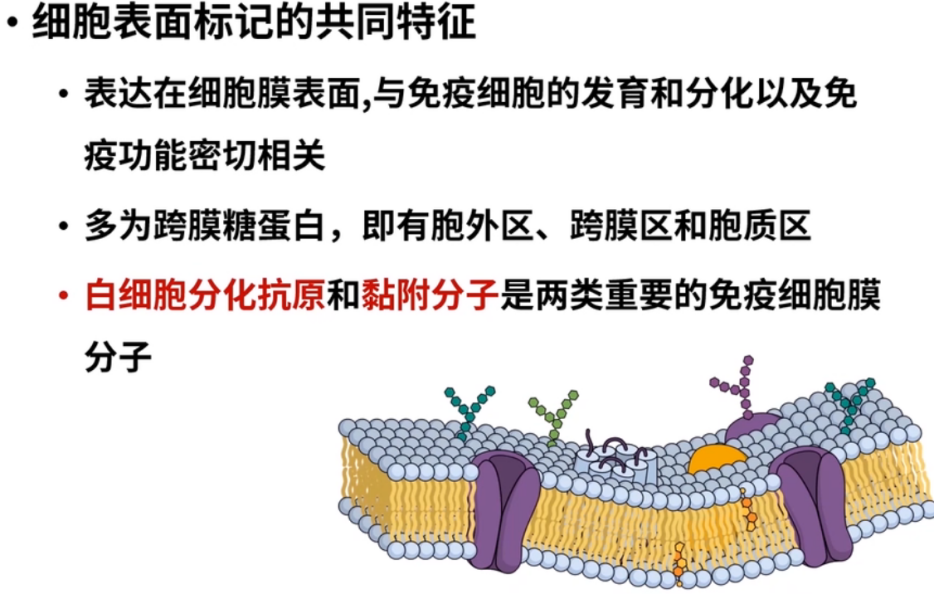 • 细胞表面标记的共同特征
• 表达在细胞膜表面,与免疫细胞的发育和分化以及免
疫功能密切相关
• 多为跨膜糖蛋白，即有胞外区、跨膜区和胞质区
• 白细胞分化抗原和黏附分子是两类重要的免疫细胞膜
分子